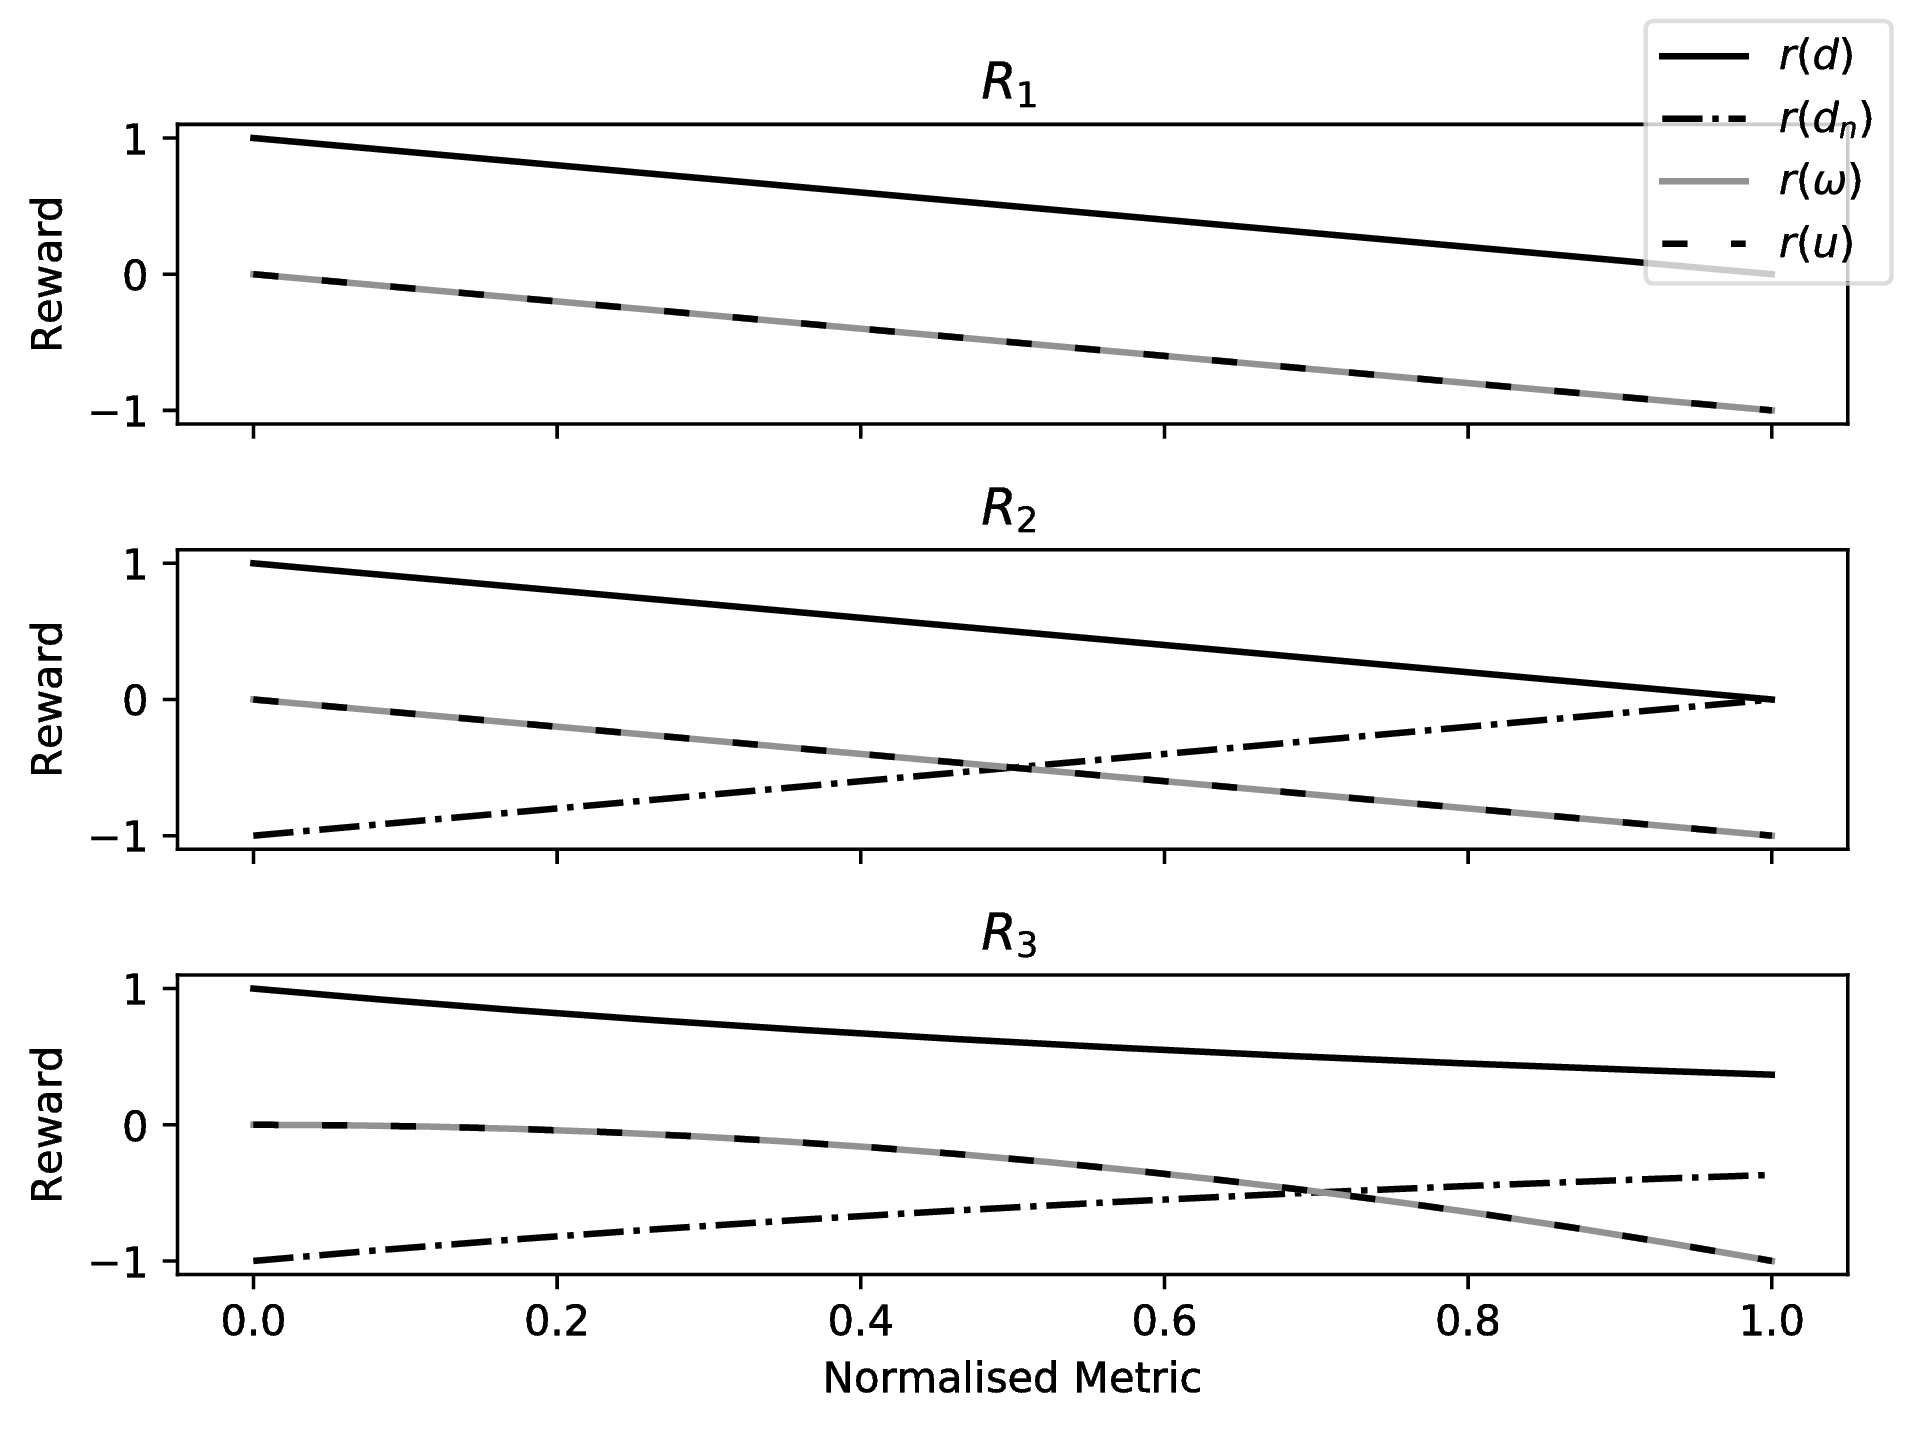 R₁
r(d)
r(dₙ)
r(ω)
r(u)
1
0
−1
Reward
R₂
1
0
−1
Reward
R₃
1
0
−1
Reward
0.0 0.2 0.4 0.6 0.8 1.0
Normalised Metric